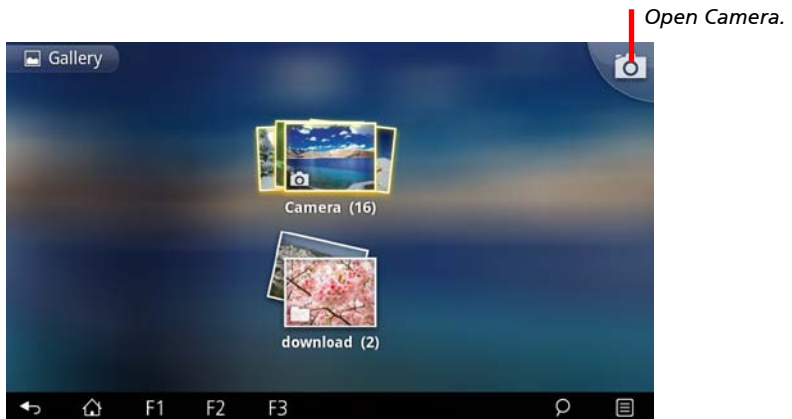 Open Camera.
Gallery
Camera (16)
download (2)
F1 F2 F3